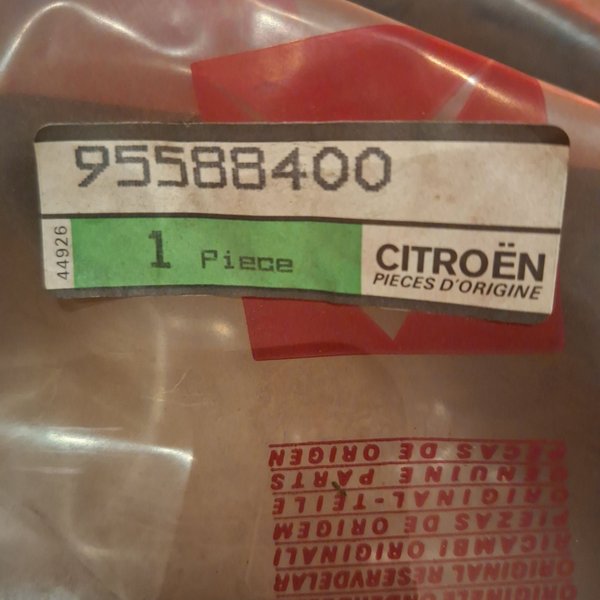 95588400
44926
1 Piece
CITROËN
PIECES D'ORIGINE
PEÇAS DE ORIGEN
GENUINE PARTS
ORIGINAL-TEILE
PIEZAS DE ORIGEM
RICAMBI ORIGINALI
ORIGINAL RESERVDELAR
ORIGINELE